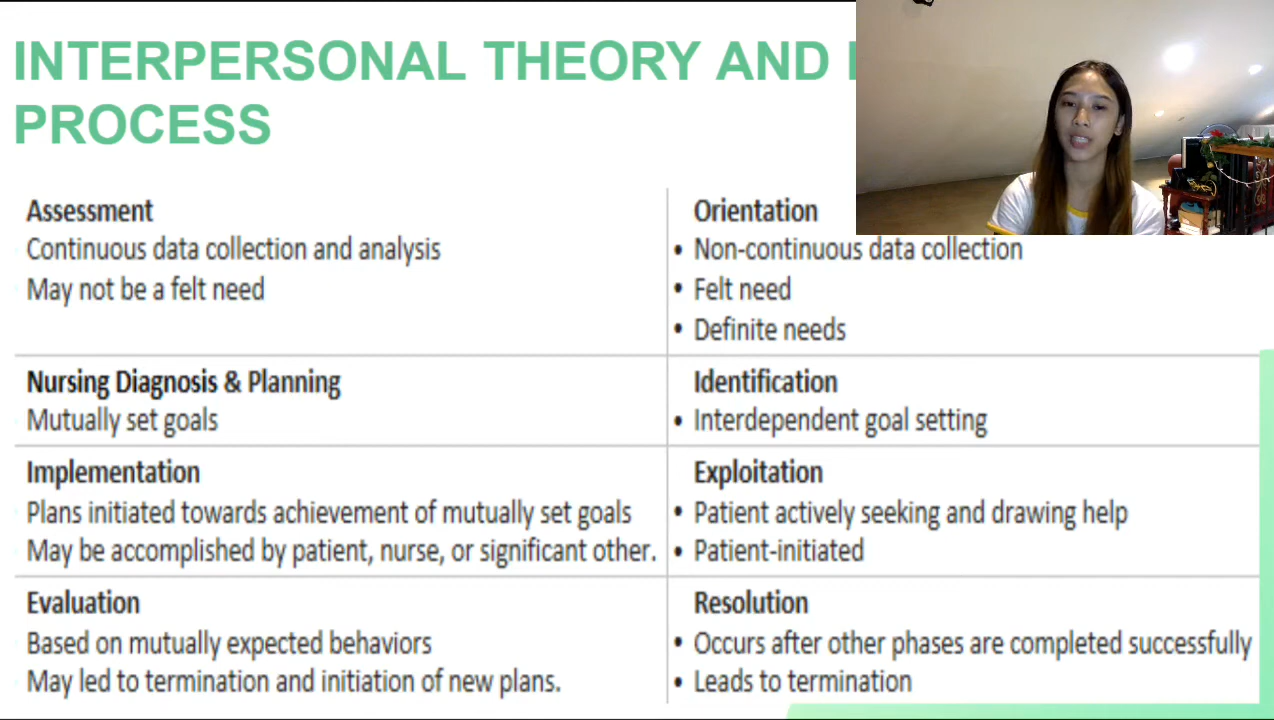 INTERPERSONAL THEORY AND
PROCESS
Assessment
Continuous data collection and analysis
May not be a felt need
Orientation
• Non-continuous data collection
• Felt need
• Definite needs
Nursing Diagnosis & Planning
Mutually set goals
Identification
• Interdependent goal setting
Implementation
Plans initiated towards achievement of mutually set goals
May be accomplished by patient, nurse, or significant other.
Exploitation
• Patient actively seeking and drawing help
• Patient-initiated
Evaluation
Based on mutually expected behaviors
May led to termination and initiation of new plans.
Resolution
• Occurs after other phases are completed successfully
• Leads to termination